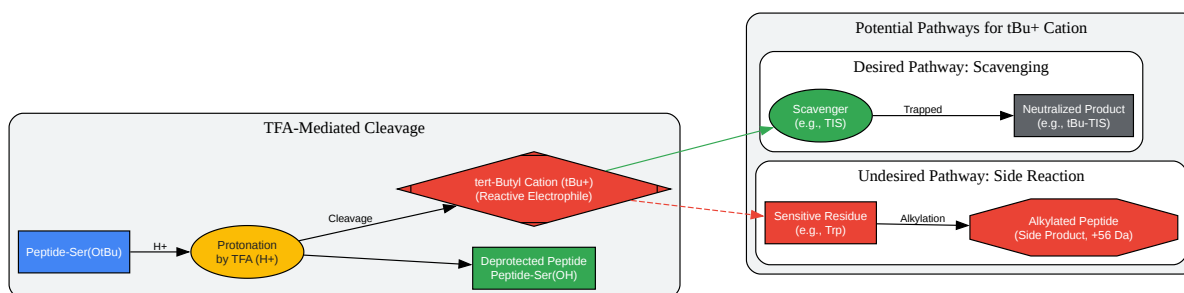 Potential Pathways for tBu+ Cation
Desired Pathway: Scavenging
Scavenger
(e.g., TIS)
Trapped
Neutralized Product
(e.g., tBu-TIS)
TFA-Mediated Cleavage
tert-Butyl Cation (tBu+)
(Reactive Electrophile)
Undesired Pathway: Side Reaction
Sensitive Residue
(e.g., Trp)
Alkylation
Alkylated Peptide
(Side Product, +56 Da)
Cleavage
Peptide-Ser(OtBu)
H+
Protonation
by TFA (H+)
Deprotected Peptide
Peptide-Ser(OH)